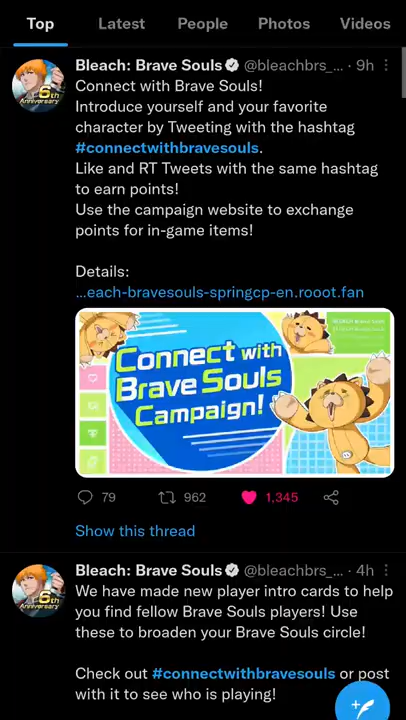 Top Latest People Photos Videos
Bleach: Brave Souls @bleachbrs_... · 9h
Connect with Brave Souls!
Introduce yourself and your favorite
character by Tweeting with the hashtag
#connectwithbravesouls.
Like and RT Tweets with the same hashtag
to earn points!
Use the campaign website to exchange
points for in-game items!
Details:
...each-bravesouls-springcp-en.rooot.fan
Connect with
Brave Souls
Campaign!
79 962 1,345
Show this thread
6th
Anniversary
Bleach: Brave Souls @bleachbrs_... · 4h
We have made new player intro cards to help
you find fellow Brave Souls players! Use
these to broaden your Brave Souls circle!
Check out #connectwithbravesouls or post
with it to see who is playing!
6th
Anniversary